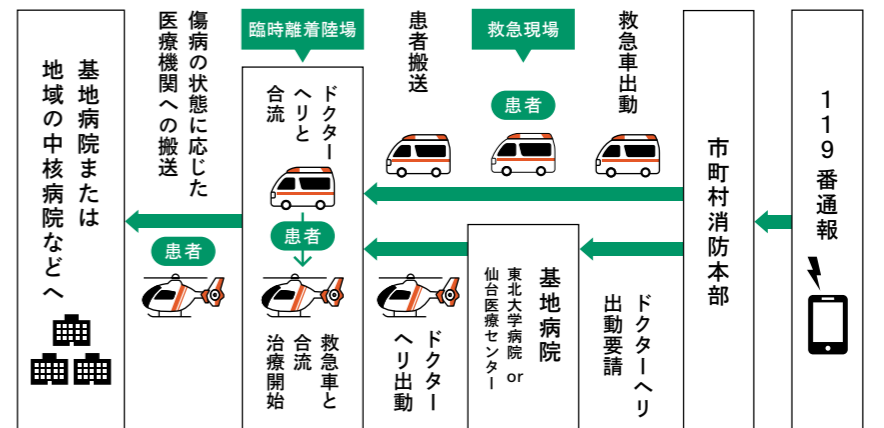 119番通報
市町村消防本部
救急車出動
ドクターヘリ
出動要請
救急現場
患者
基地病院
東北大学病院 or
仙台医療センター
患者搬送
ドクター
ヘリ出動
臨時離着陸場
ドクター
ヘリと
合流
患者
救急車と
合流
治療開始
傷病の状態に応じた
医療機関への搬送
患者
基地病院または
地域の中核病院などへ